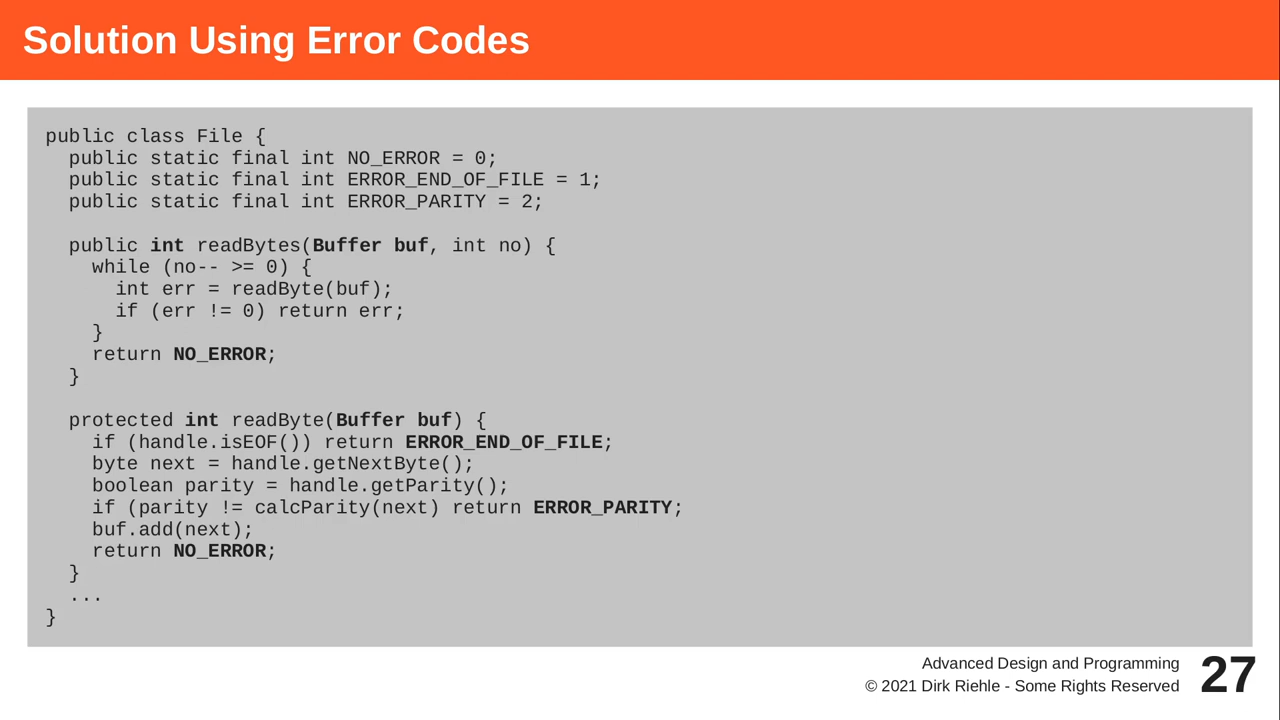 Solution Using Error Codes
public class File {
  public static final int NO_ERROR = 0;
  public static final int ERROR_END_OF_FILE = 1;
  public static final int ERROR_PARITY = 2;

  public int readBytes(Buffer buf, int no) {
    while (no-- >= 0) {
      int err = readByte(buf);
      if (err != 0) return err;
    }
    return NO_ERROR;
  }

  protected int readByte(Buffer buf) {
    if (handle.isEOF()) return ERROR_END_OF_FILE;
    byte next = handle.getNextByte();
    boolean parity = handle.getParity();
    if (parity != calcParity(next) return ERROR_PARITY;
    buf.add(next);
    return NO_ERROR;
  }
  ...
}
Advanced Design and Programming
© 2021 Dirk Riehle - Some Rights Reserved
27